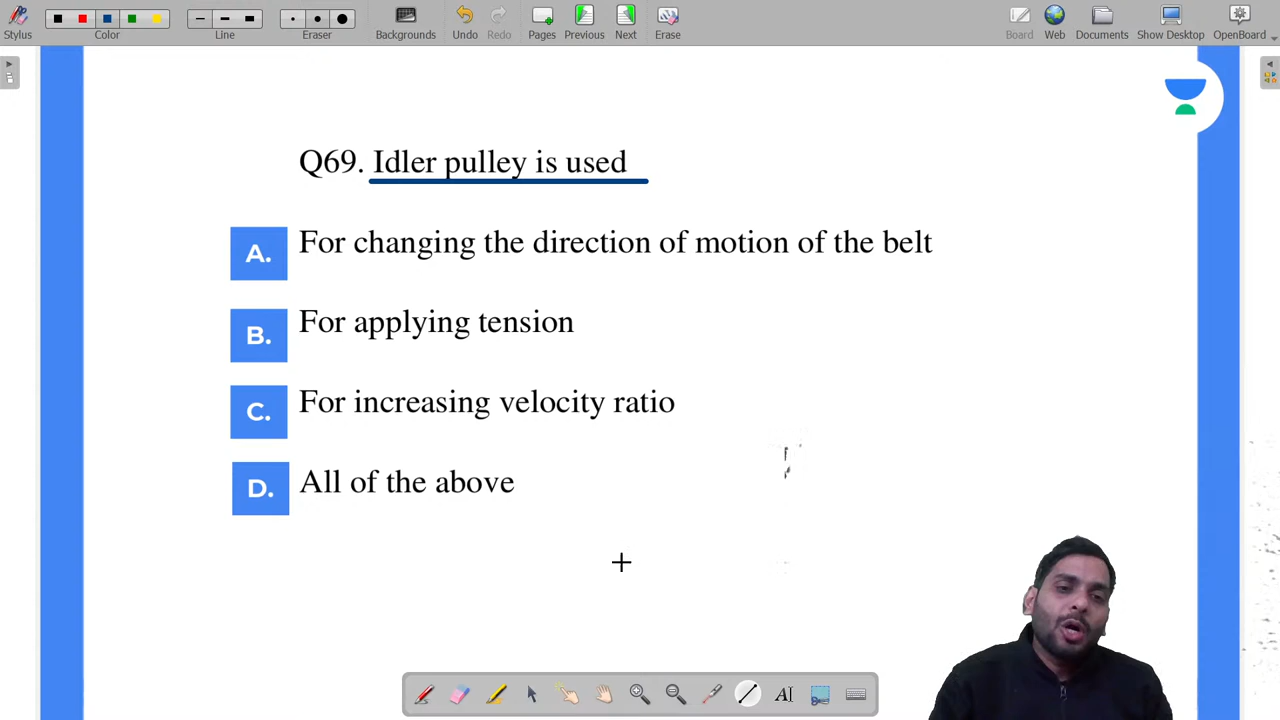 Stylus
Color
Line
Eraser
Backgrounds
Undo
Redo
Pages
Previous
Next
Erase
Board
Web
Documents
Show Desktop
OpenBoard
Q69. Idler pulley is used
A. For changing the direction of motion of the belt
B. For applying tension
C. For increasing velocity ratio
D. All of the above
AI